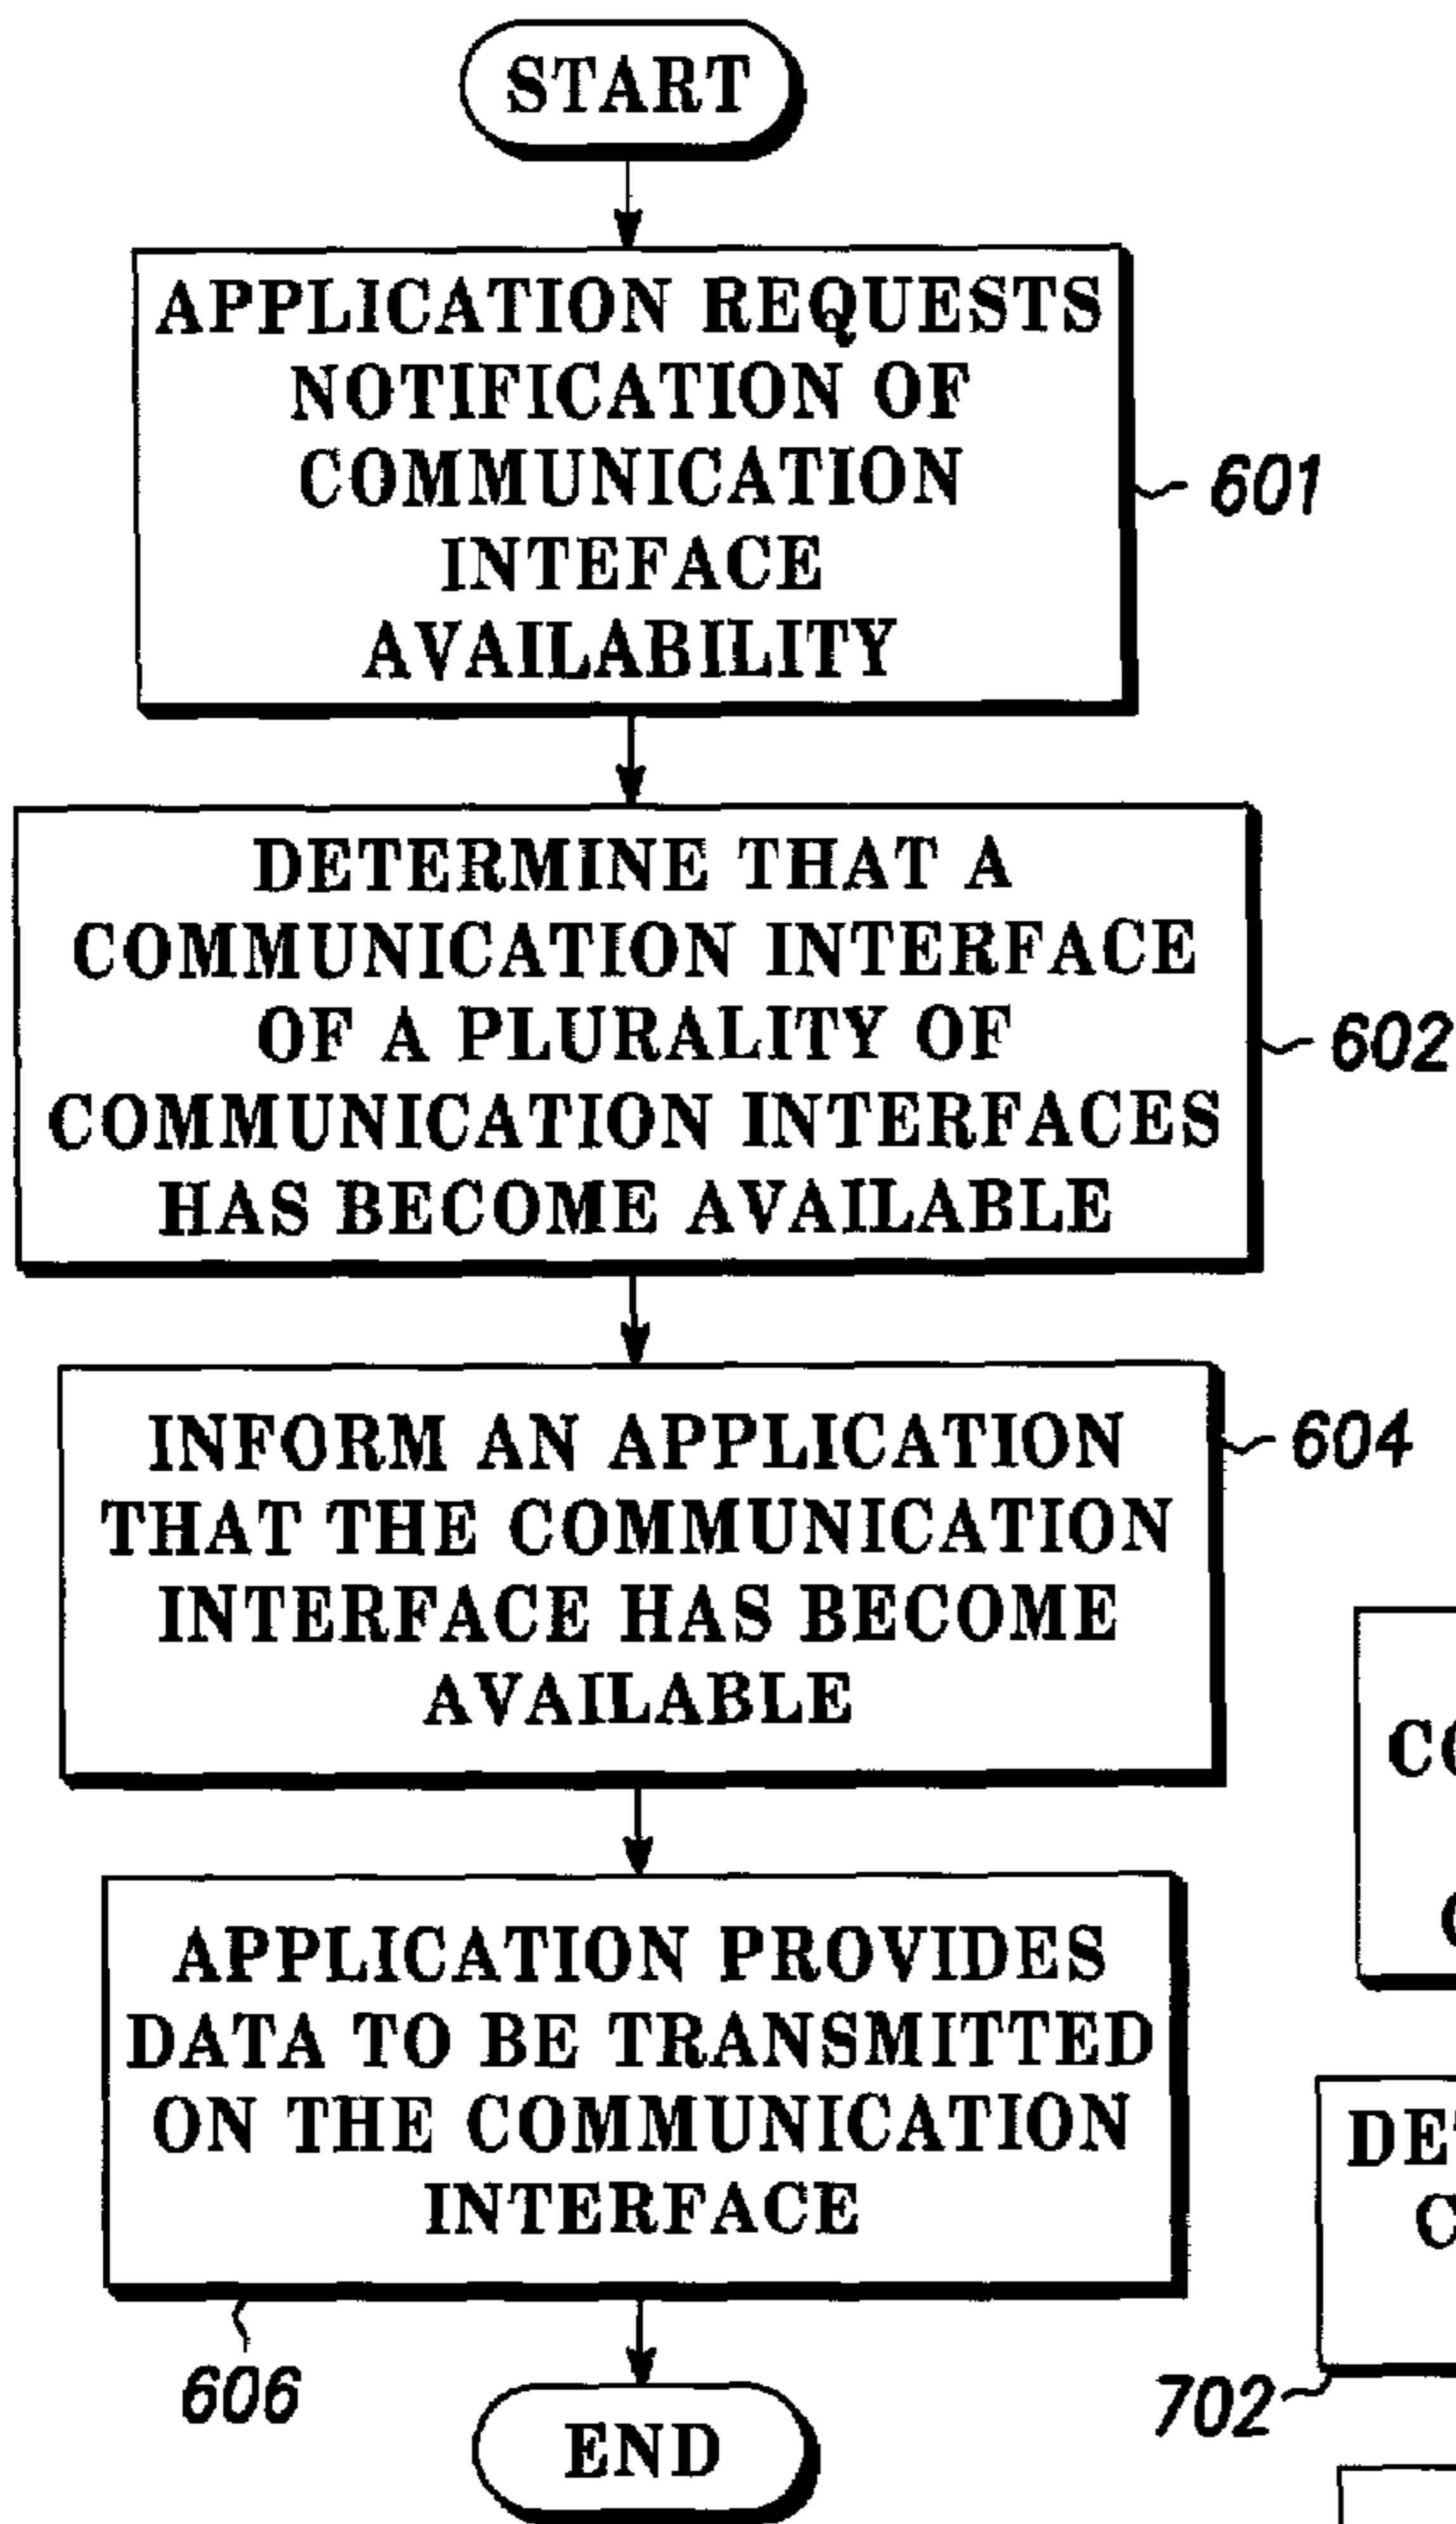 START
APPLICATION REQUESTS
NOTIFICATION OF
COMMUNICATION
INTEFACE
AVAILABILITY
601
DETERMINE THAT A
COMMUNICATION INTERFACE
OF A PLURALITY OF
COMMUNICATION INTERFACES
HAS BECOME AVAILABLE
602
INFORM AN APPLICATION
THAT THE COMMUNICATION
INTERFACE HAS BECOME
AVAILABLE
604
APPLICATION PROVIDES
DATA TO BE TRANSMITTED
ON THE COMMUNICATION
INTERFACE
606
END
702